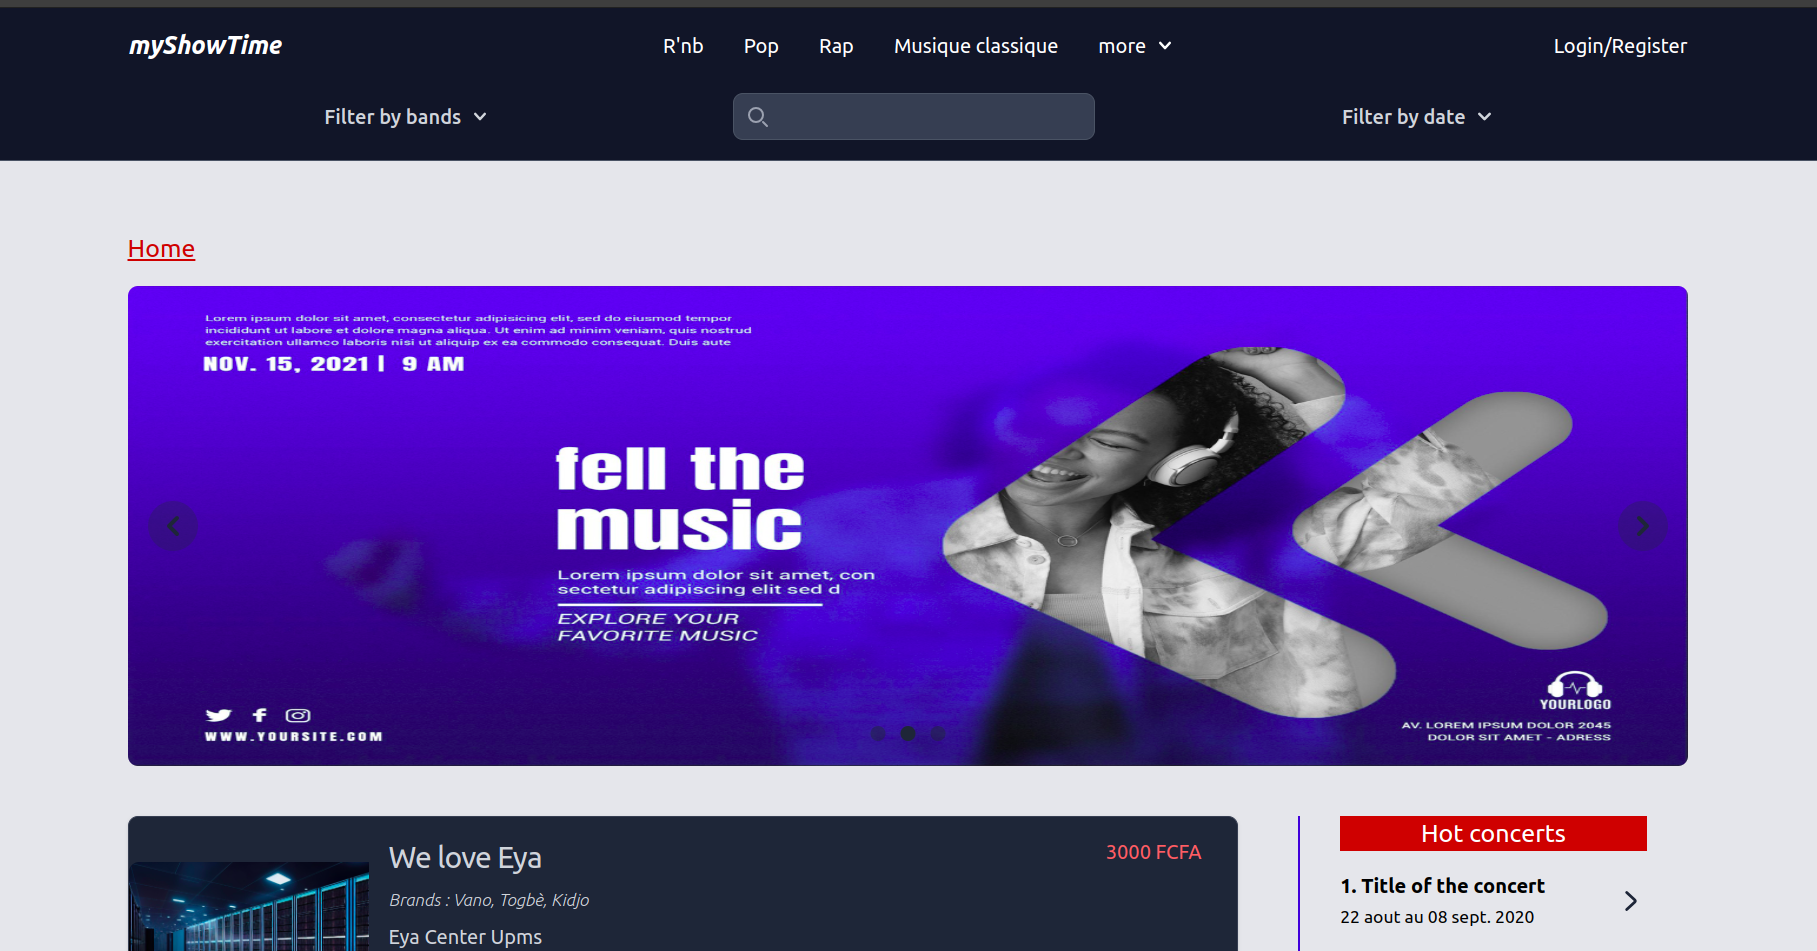 myShowTime
R'nb Pop Rap Musique classique more
Login/Register
Filter by bands
Filter by date
Home
Lorem ipsum dolor sit amet, consectetur adipisicing elit, sed do eiusmod tempor
incididunt ut labore et dolore magna aliqua. Ut enim ad minim veniam, quis nostrud
exercitation ullamco laboris nisi ut aliquip ex ea commodo consequat. Duis aute
NOV. 15, 2021 | 9 AM
fell the
music
Lorem ipsum dolor sit amet, con
sectetur adipiscing elit sed d
EXPLORE YOUR
FAVORITE MUSIC
WWW.YOURSITE.COM
YOURLOGO
AV. LOREM IPSUM DOLOR 2045
DOLOR SIT AMET - ADRESS
We love Eya
3000 FCFA
Brands : Vano, Togbè, Kidjo
Eya Center Upms
Hot concerts
1. Title of the concert
22 aout au 08 sept. 2020